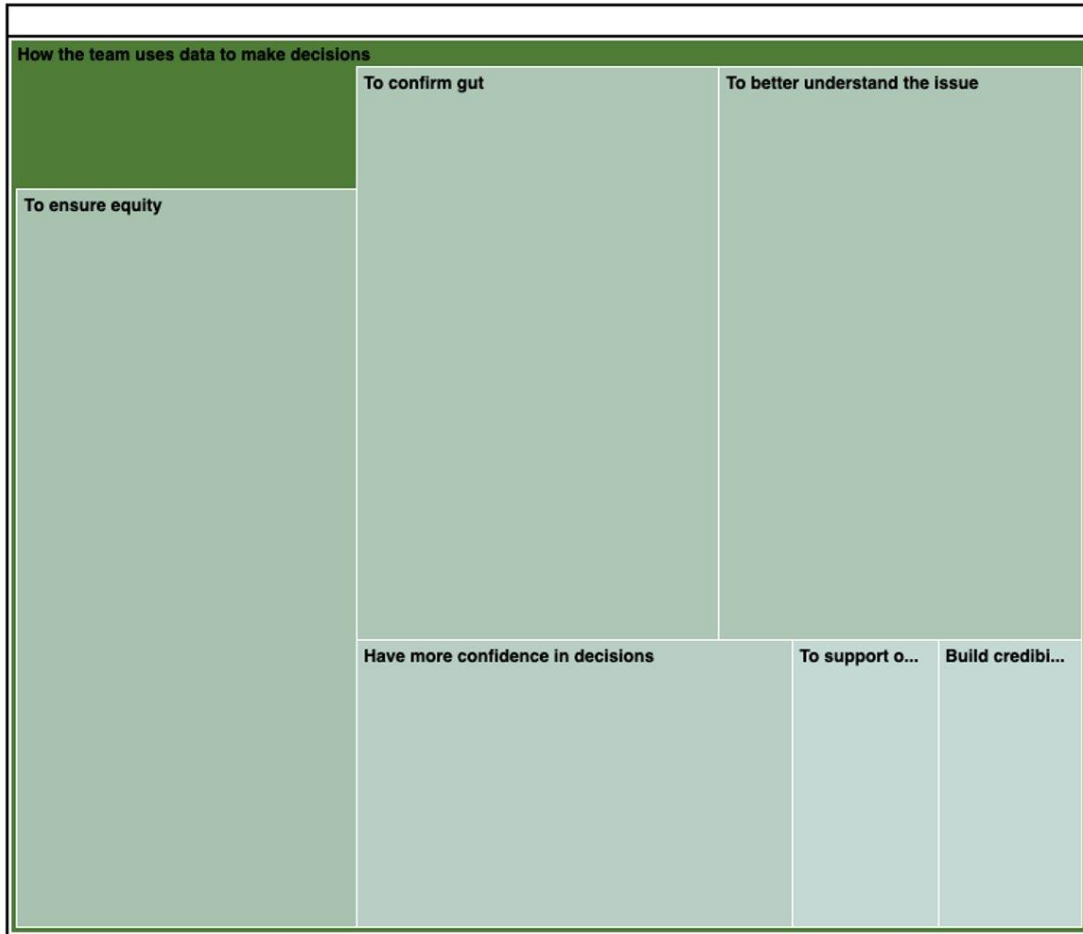 How the team uses data to make decisions
To confirm gut
To better understand the issue
To ensure equity
Have more confidence in decisions
To support o...
Build credibi...